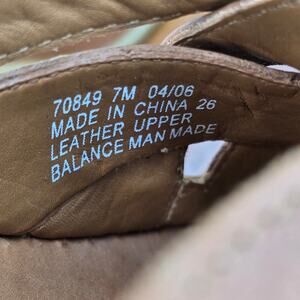 70849 7M 04/06
MADE IN CHINA 26
LEATHER UPPER
BALANCE MAN MADE